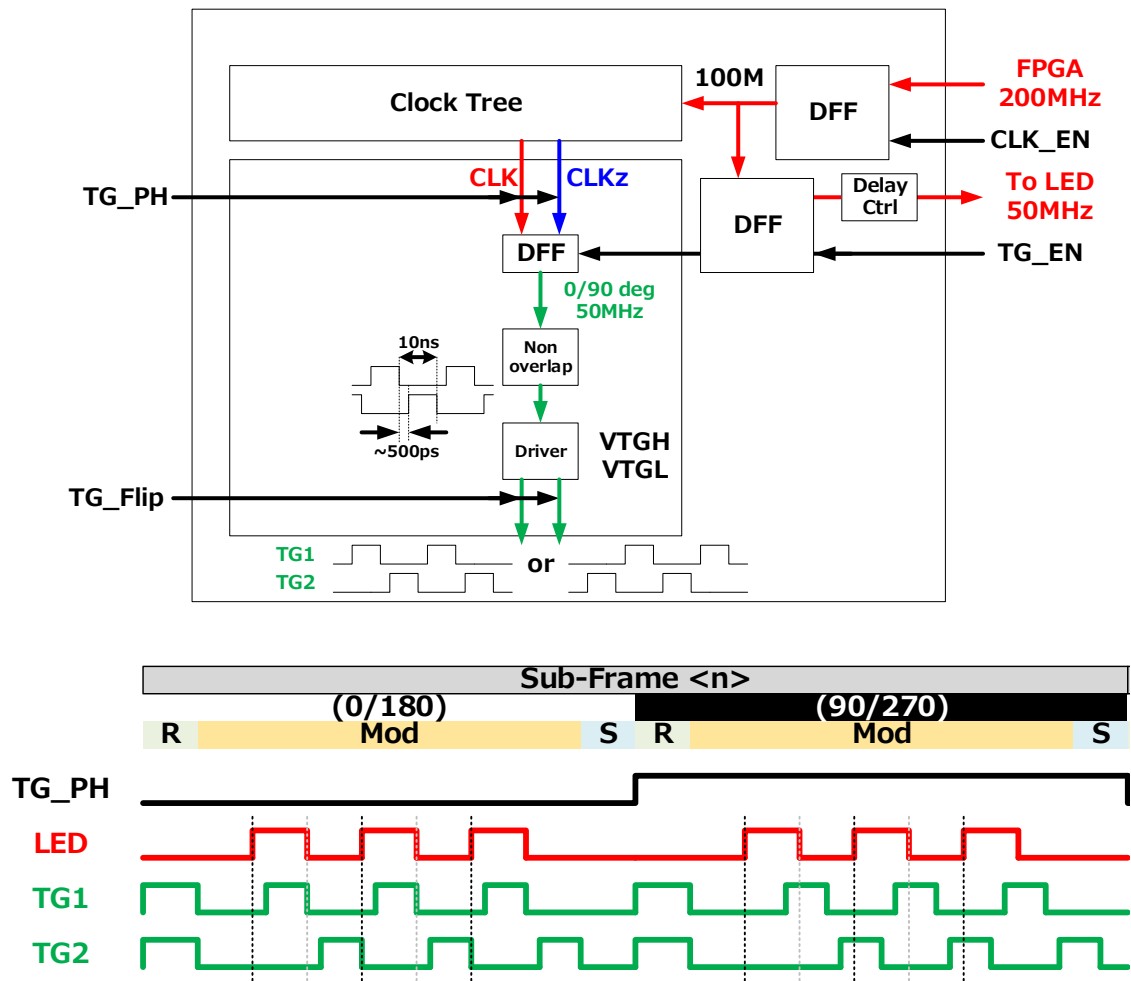 100M
FPGA
200MHz
Clock Tree
DFF
CLK_EN
TG_PH
CLK
CLKz
Delay
Ctrl
To LED
50MHz
DFF
DFF
TG_EN
0/90 deg
50MHz
10ns
Non
overlap
~500ps
Driver
VTGH
VTGL
TG_Flip
TG1
or
TG2
Sub-Frame <n>
(0/180)
(90/270)
R
Mod
S
R
Mod
S
TG_PH
LED
TG1
TG2